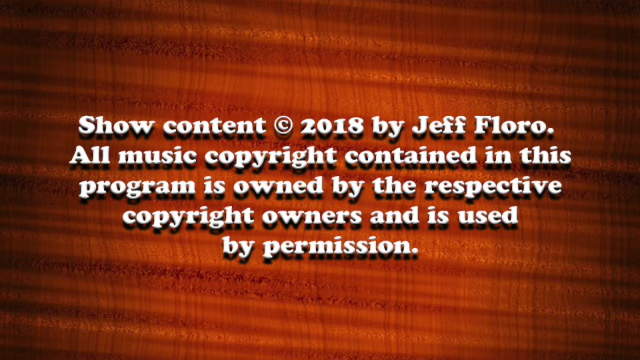 Show content © 2018 by Jeff Floro.
All music copyright contained in this
program is owned by the respective
copyright owners and is used
by permission.